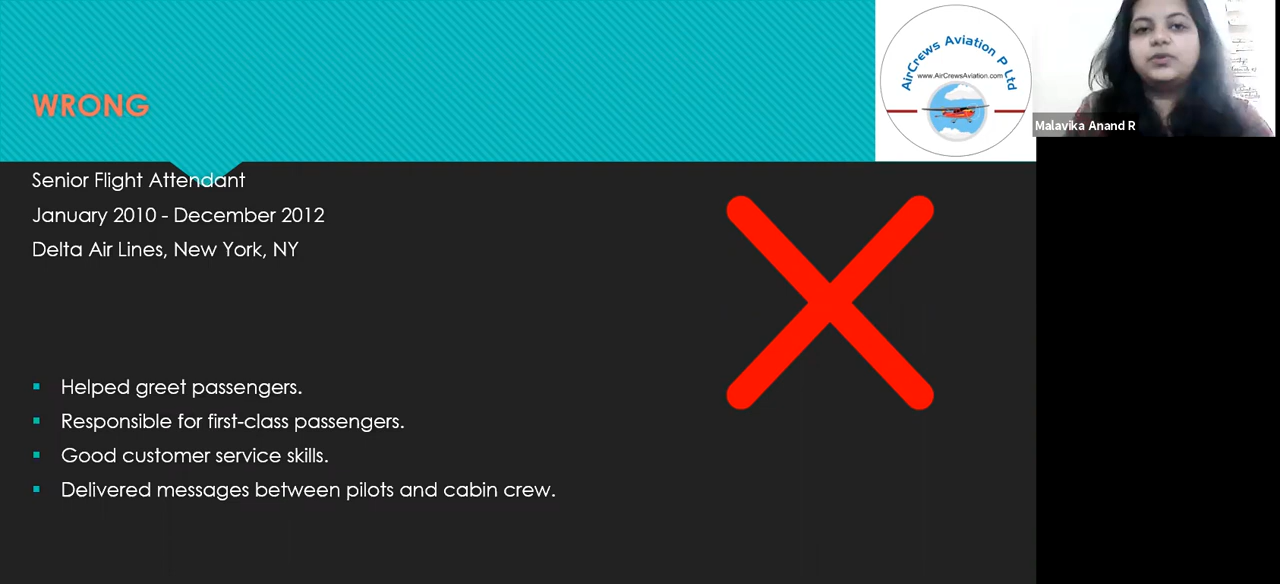 WRONG
AirCrews Aviation P Ltd
www.AirCrewsAviation.com
Malavika Anand R
Senior Flight Attendant
January 2010 - December 2012
Delta Air Lines, New York, NY
Helped greet passengers.
Responsible for first-class passengers.
Good customer service skills.
Delivered messages between pilots and cabin crew.